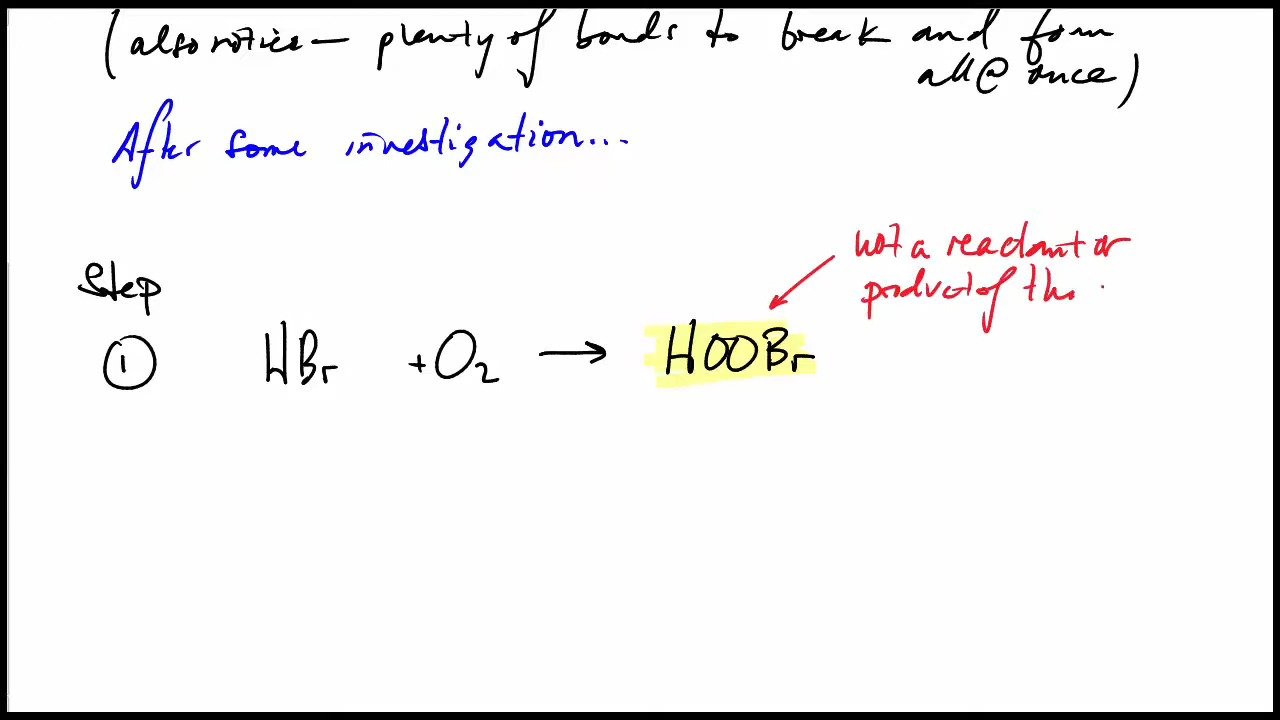 (also notice — plenty of bonds to break and form
all @ once)
After some investigation...
not a reactant or
product of the
Step
① HBr + O₂ → HOOBr